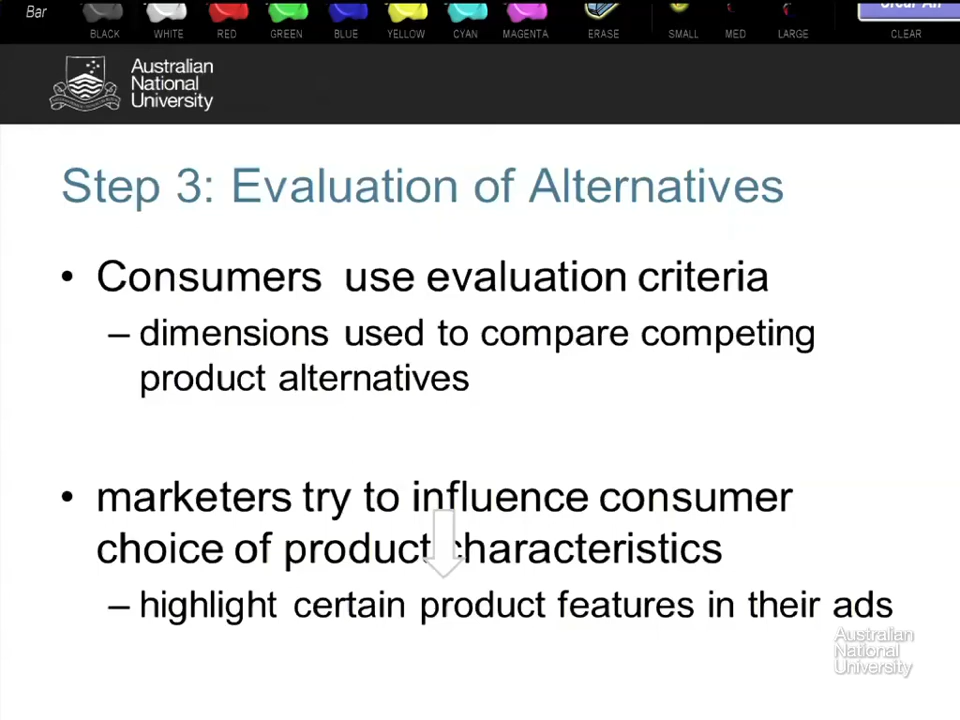 Bar
BLACK WHITE RED GREEN BLUE YELLOW CYAN MAGENTA ERASE SMALL MED LARGE CLEAR
Australian
National
University
Step 3: Evaluation of Alternatives
• Consumers use evaluation criteria
– dimensions used to compare competing
product alternatives
• marketers try to influence consumer
choice of product characteristics
– highlight certain product features in their ads
Australian
National
University